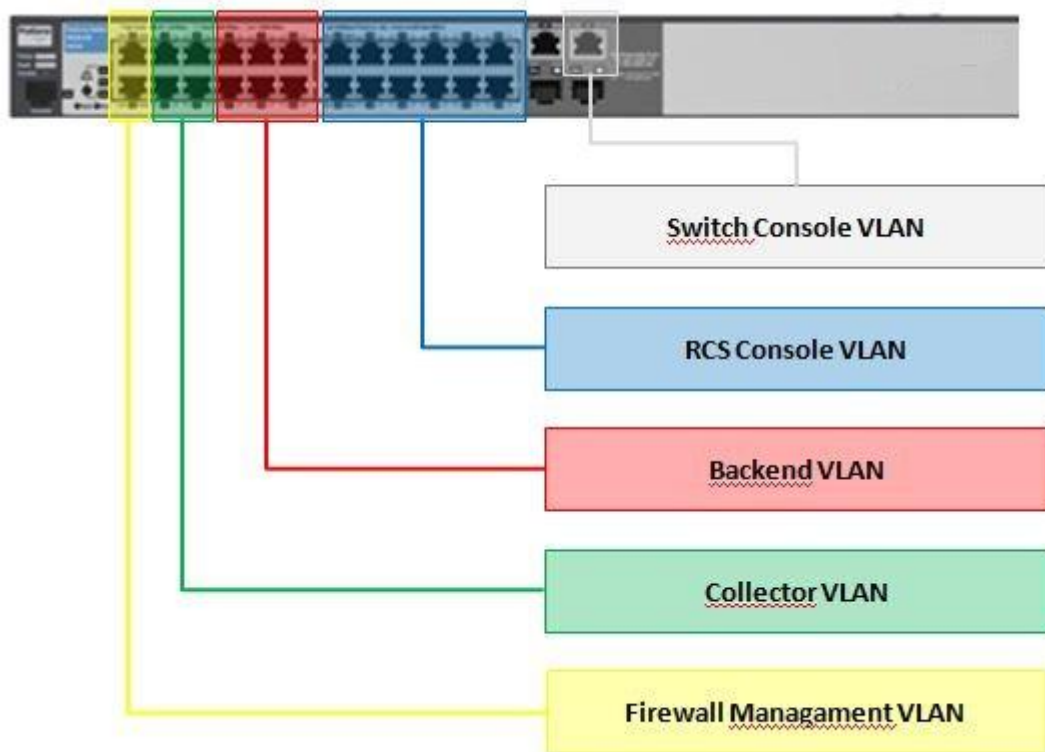 Switch Console VLAN
RCS Console VLAN
Backend VLAN
Collector VLAN
Firewall Managament VLAN